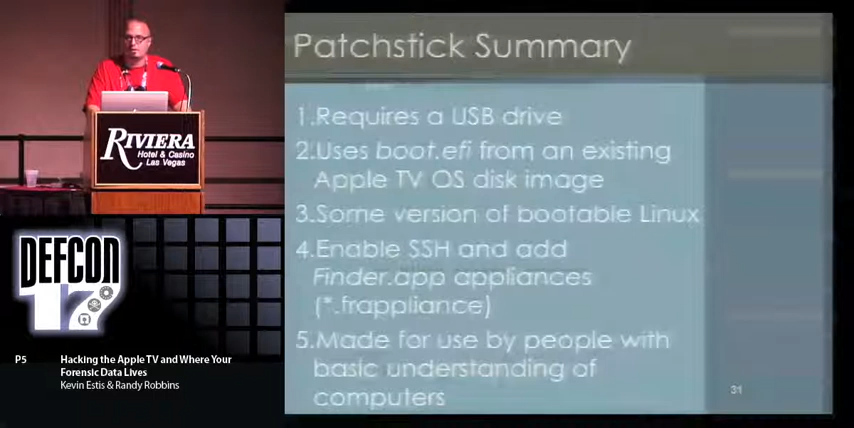 Patchstick Summary
1.Requires a USB drive
2.Uses boot.efi from an existing
Apple TV OS disk image
3.Some version of bootable Linux
4.Enable SSH and add
Finder.app appliances
(*.frappliance)
5.Made for use by people with
basic understanding of
computers
31
RIVIERA
Hotel & Casino
Las Vegas
DEFCON
17
P5 Hacking the Apple TV and Where Your
Forensic Data Lives
Kevin Estis & Randy Robbins